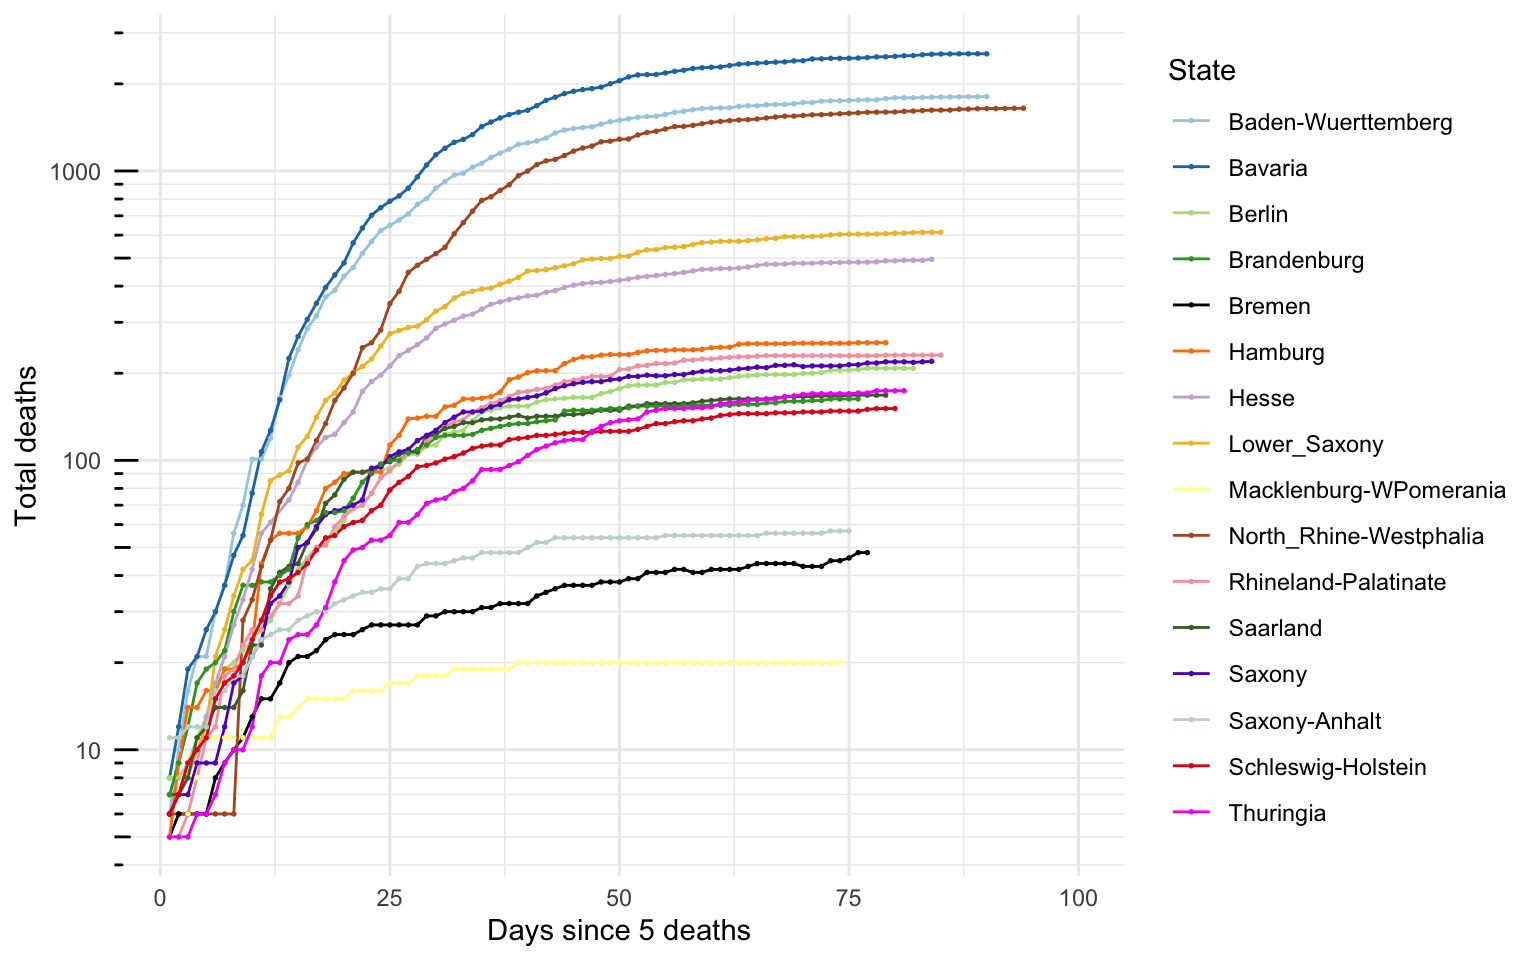 Total deaths
1000
100
10
0
25
50
75
100
Days since 5 deaths
State
Baden-Wuerttemberg
Bavaria
Berlin
Brandenburg
Bremen
Hamburg
Hesse
Lower_Saxony
Macklenburg-WPomerania
North_Rhine-Westphalia
Rhineland-Palatinate
Saarland
Saxony
Saxony-Anhalt
Schleswig-Holstein
Thuringia